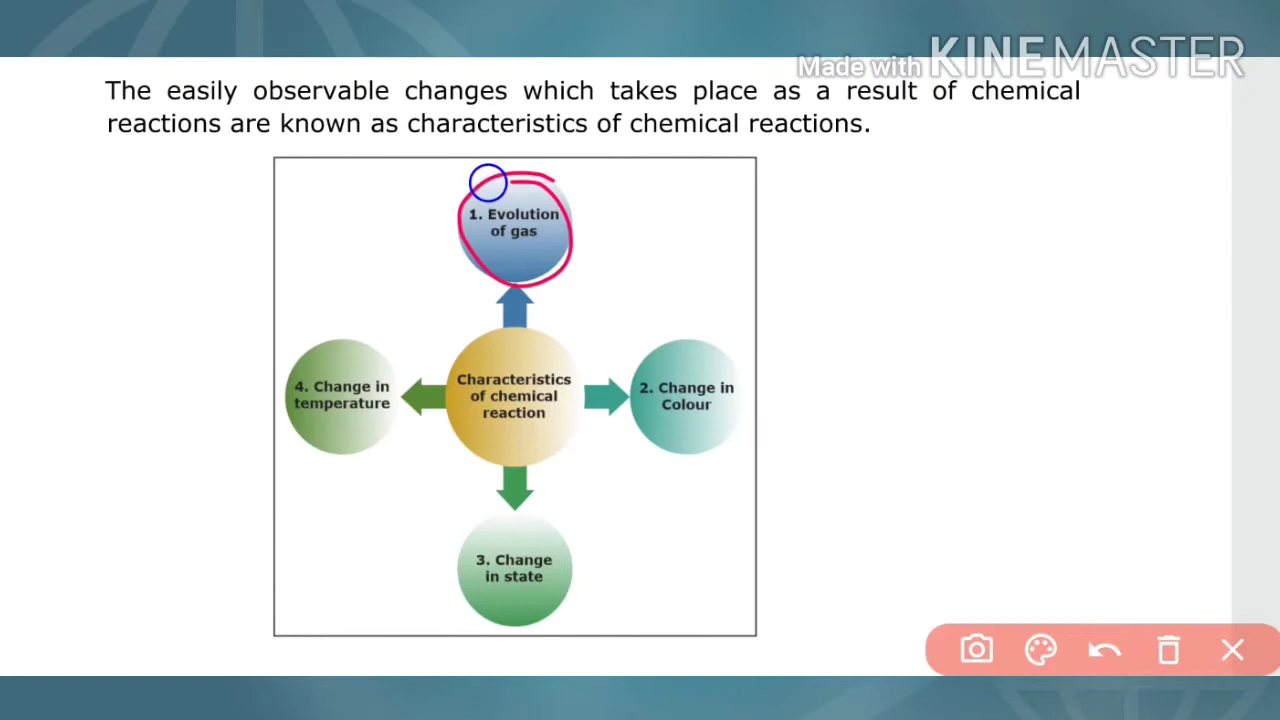 Made with KINEMASTER
The easily observable changes which takes place as a result of chemical
reactions are known as characteristics of chemical reactions.
1. Evolution
of gas
4. Change in
temperature
Characteristics
of chemical
reaction
2. Change in
Colour
3. Change
in state